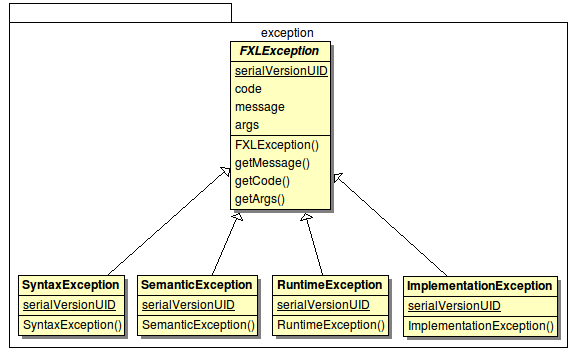 exception
FXLException
serialVersionUID
code
message
args
FXLException()
getMessage()
getCode()
getArgs()
SyntaxException
serialVersionUID
SyntaxException()
SemanticException
serialVersionUID
SemanticException()
RuntimeException
serialVersionUID
RuntimeException()
ImplementationException
serialVersionUID
ImplementationException()